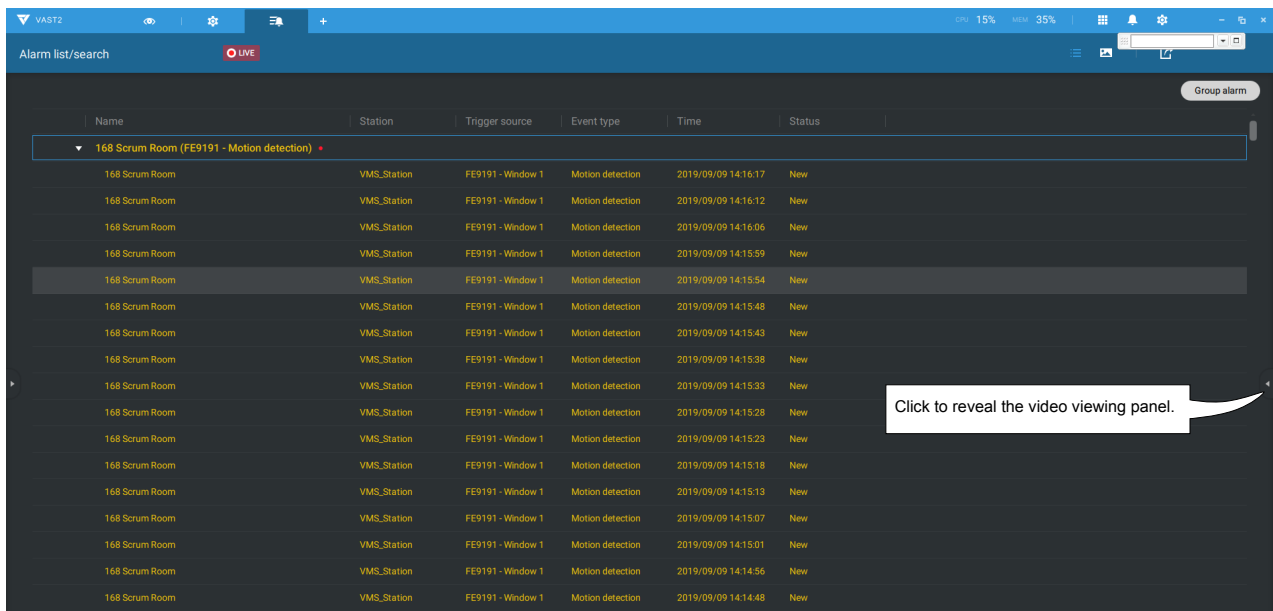 VAST2 CPU 15% MEM 35%
Alarm list/search LIVE
Group alarm
Name Station Trigger source Event type Time Status
168 Scrum Room (FE9191 - Motion detection)
168 Scrum Room VMS_Station FE9191 - Window 1 Motion detection 2019/09/09 14:16:17 New
168 Scrum Room VMS_Station FE9191 - Window 1 Motion detection 2019/09/09 14:16:12 New
168 Scrum Room VMS_Station FE9191 - Window 1 Motion detection 2019/09/09 14:16:06 New
168 Scrum Room VMS_Station FE9191 - Window 1 Motion detection 2019/09/09 14:15:59 New
168 Scrum Room VMS_Station FE9191 - Window 1 Motion detection 2019/09/09 14:15:54 New
168 Scrum Room VMS_Station FE9191 - Window 1 Motion detection 2019/09/09 14:15:48 New
168 Scrum Room VMS_Station FE9191 - Window 1 Motion detection 2019/09/09 14:15:43 New
168 Scrum Room VMS_Station FE9191 - Window 1 Motion detection 2019/09/09 14:15:38 New
168 Scrum Room VMS_Station FE9191 - Window 1 Motion detection 2019/09/09 14:15:33 New
168 Scrum Room VMS_Station FE9191 - Window 1 Motion detection 2019/09/09 14:15:28 New
Click to reveal the video viewing panel.
168 Scrum Room VMS_Station FE9191 - Window 1 Motion detection 2019/09/09 14:15:23 New
168 Scrum Room VMS_Station FE9191 - Window 1 Motion detection 2019/09/09 14:15:18 New
168 Scrum Room VMS_Station FE9191 - Window 1 Motion detection 2019/09/09 14:15:13 New
168 Scrum Room VMS_Station FE9191 - Window 1 Motion detection 2019/09/09 14:15:07 New
168 Scrum Room VMS_Station FE9191 - Window 1 Motion detection 2019/09/09 14:15:01 New
168 Scrum Room VMS_Station FE9191 - Window 1 Motion detection 2019/09/09 14:14:56 New
168 Scrum Room VMS_Station FE9191 - Window 1 Motion detection 2019/09/09 14:14:48 New